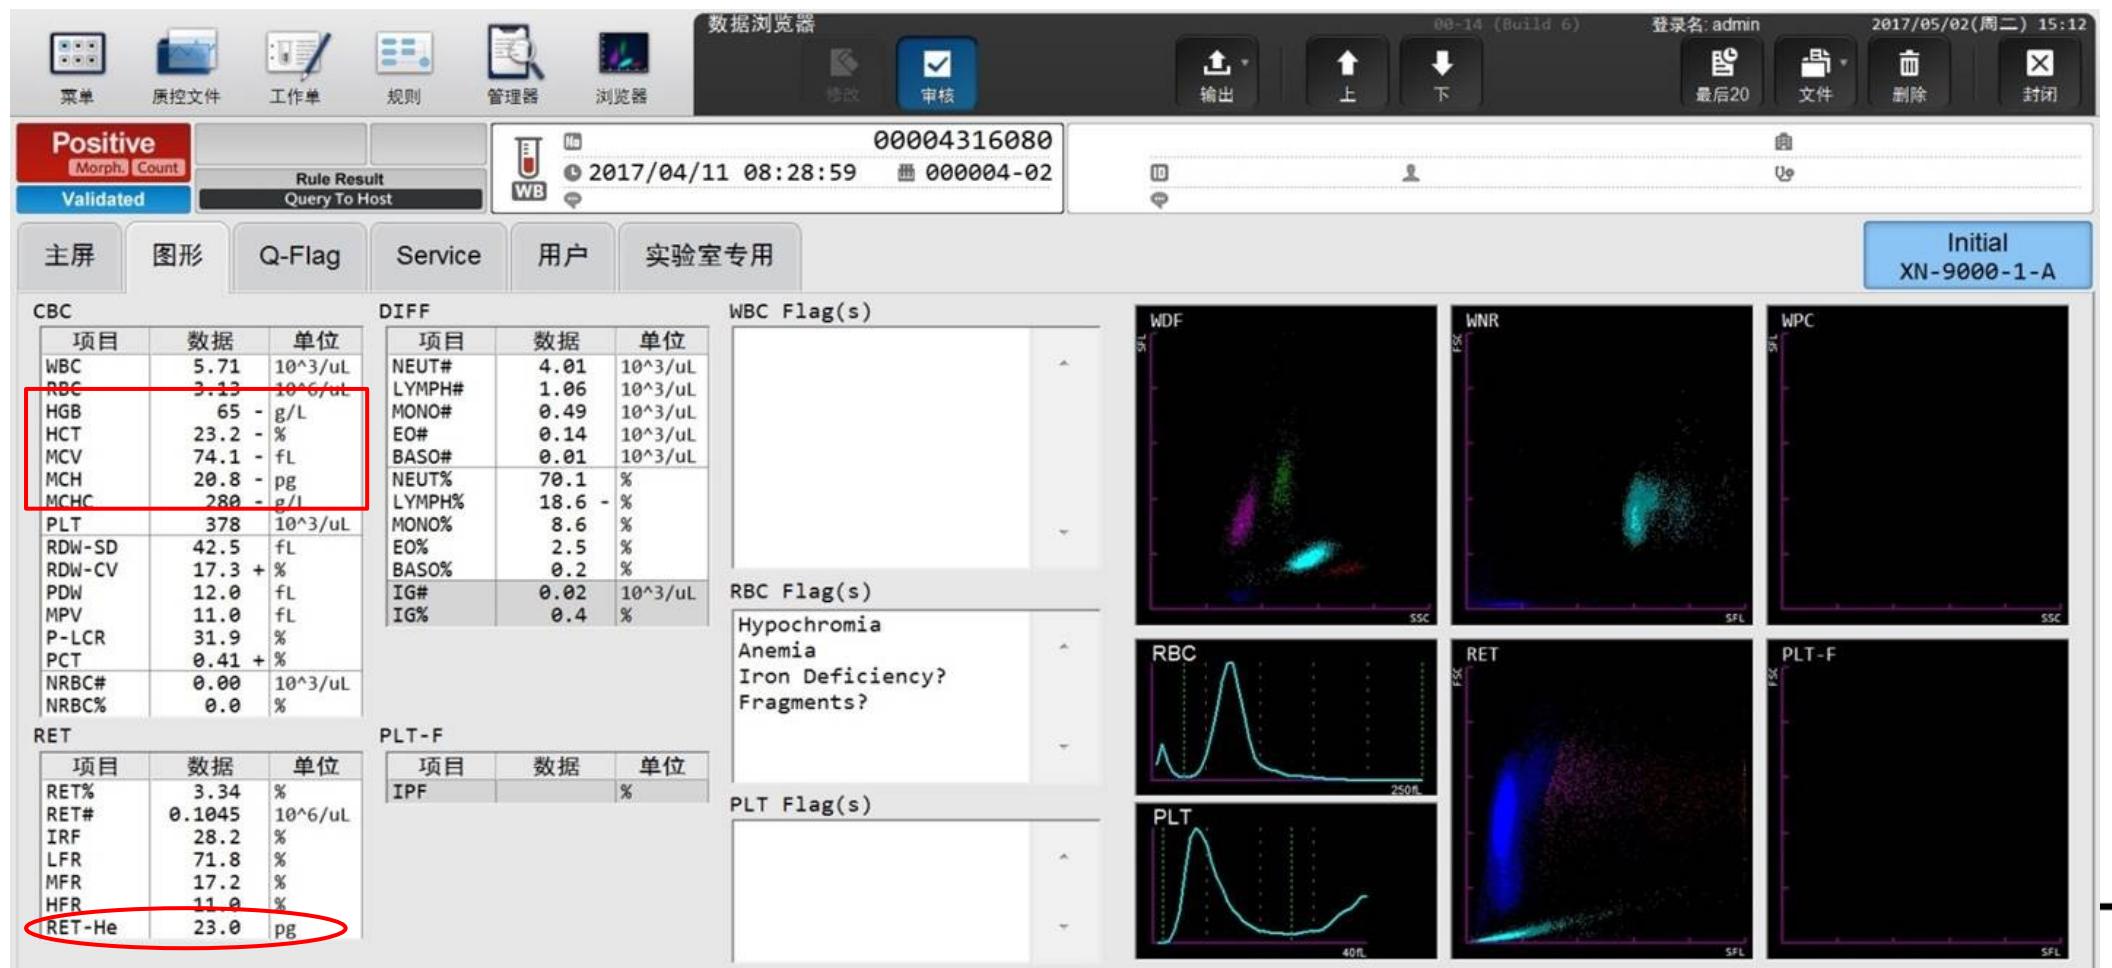 数据浏览器
00-14 (Build 6)
登录名: admin
2017/05/02(周二) 15:12
菜单
质控文件
工作单
规则
管理器
浏览器
修改
审核
输出
上
下
最后20
文件
删除
封闭
Positive
Morph. Count
Validated
Rule Result
Query To Host
WB
No 00004316080
2017/04/11 08:28:59 000004-02
ID
主屏 图形 Q-Flag Service 用户 实验室专用
Initial
XN-9000-1-A
CBC
项目 数据 单位
WBC 5.71 10^3/uL
RBC 3.13 10^6/uL
HGB 65 - g/L
HCT 23.2 - %
MCV 74.1 - fL
MCH 20.8 - pg
MCHC 280 - g/L
PLT 378 10^3/uL
RDW-SD 42.5 fL
RDW-CV 17.3 + %
PDW 12.0 fL
MPV 11.0 fL
P-LCR 31.9 %
PCT 0.41 + %
NRBC# 0.00 10^3/uL
NRBC% 0.0 %
RET
项目 数据 单位
RET% 3.34 %
RET# 0.1045 10^6/uL
IRF 28.2 %
LFR 71.8 %
MFR 17.2 %
HFR 11.0 %
RET-He 23.0 pg
DIFF
项目 数据 单位
NEUT# 4.01 10^3/uL
LYMPH# 1.06 10^3/uL
MONO# 0.49 10^3/uL
EO# 0.14 10^3/uL
BASO# 0.01 10^3/uL
NEUT% 70.1 %
LYMPH% 18.6 - %
MONO% 8.6 %
EO% 2.5 %
BASO% 0.2 %
IG# 0.02 10^3/uL
IG% 0.4 %
PLT-F
项目 数据 单位
IPF %
WBC Flag(s)
RBC Flag(s)
Hypochromia
Anemia
Iron Deficiency?
Fragments?
PLT Flag(s)
WDF
SFL
SSC
WNR
FSC
SFL
WPC
SFL
SSC
RBC
250fL
PLT
40fL
RET
FSC
SFL
PLT-F
FSC
SFL